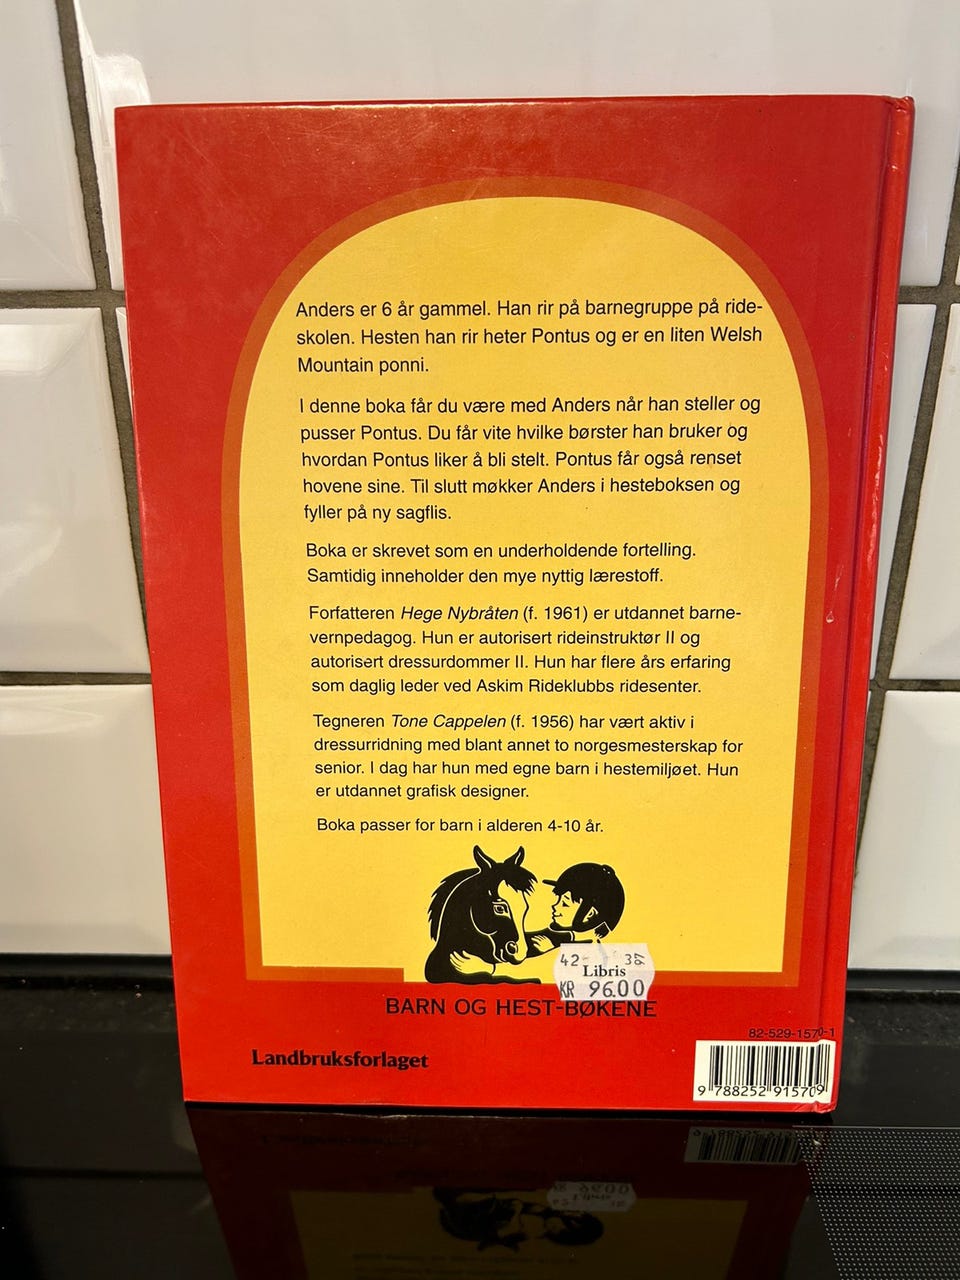 Anders er 6 år gammel. Han rir på barnegruppe på ride-
skolen. Hesten han rir heter Pontus og er en liten Welsh
Mountain ponni.
I denne boka får du være med Anders når han steller og
pusser Pontus. Du får vite hvilke børster han bruker og
hvordan Pontus liker å bli stelt. Pontus får også renset
hovene sine. Til slutt møkker Anders i hesteboksen og
fyller på ny sagflis.
Boka er skrevet som en underholdende fortelling.
Samtidig inneholder den mye nyttig lærestoff.
Forfatteren Hege Nybråten (f. 1961) er utdannet barne-
vernpedagog. Hun er autorisert rideinstruktør II og
autorisert dressurdommer II. Hun har flere års erfaring
som daglig leder ved Askim Rideklubbs ridesenter.
Tegneren Tone Cappelen (f. 1956) har vært aktiv i
dressurridning med blant annet to norgesmesterskap for
senior. I dag har hun med egne barn i hestemiljøet. Hun
er utdannet grafisk designer.
Boka passer for barn i alderen 4-10 år.
Libris
KR 96.00
BARN OG HEST-BØKENE
82-529-1570-1
Landbruksforlaget
9 788252 915709